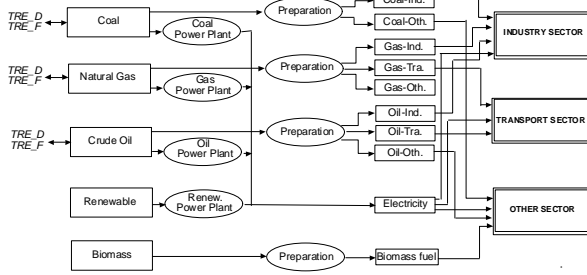 Coal-Ind.
Preparation
TRE_D
TRE_F
Coal
Coal
Power Plant
Coal-Oth.
INDUSTRY SECTOR
Gas-Ind.
TRE_D
TRE_F
Natural Gas
Gas
Power Plant
Preparation
Gas-Tra.
Gas-Oth.
Oil-Ind.
TRANSPORT SECTOR
TRE_D
TRE_F
Crude Oil
Oil
Power Plant
Preparation
Oil-Tra.
Oil-Oth.
Renewable
Renew.
Power Plant
Electricity
OTHER SECTOR
Biomass
Preparation
Biomass fuel